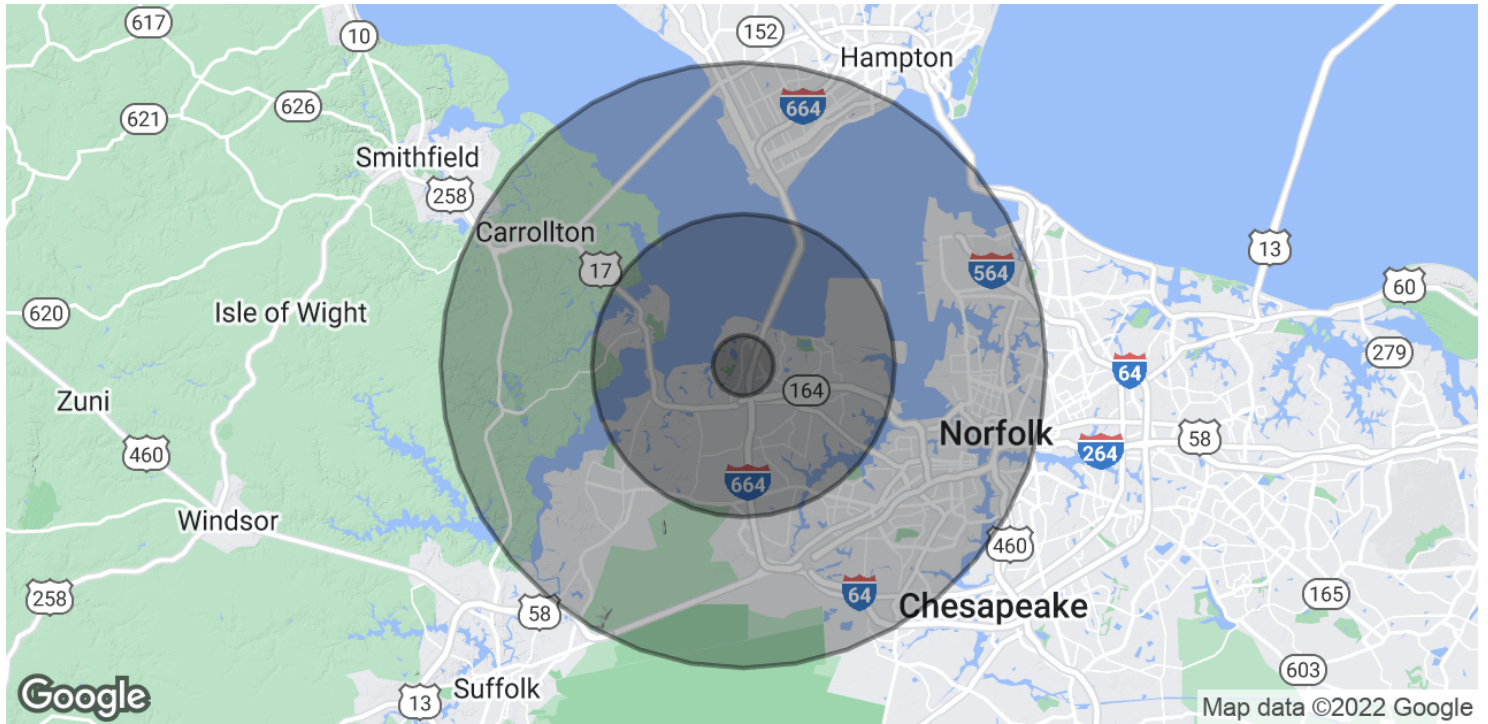 617
10
152
Hampton
664
626
621
Smithfield
258
Carrollton
17
564
13
60
620
Isle of Wight
279
64
164
Zuni
Norfolk
58
460
264
664
Windsor
460
258
58
64
Chesapeake
165
603
Suffolk
13
Google
Map data ©2022 Google